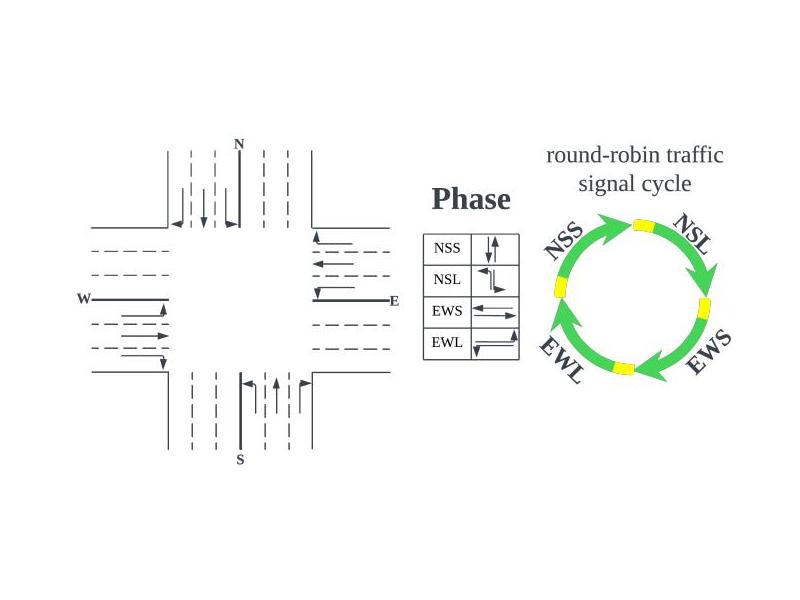 N
W
E
S
Phase
NSS
NSL
EWS
EWL
round-robin traffic
signal cycle
NSS
NSL
EWL
EWS